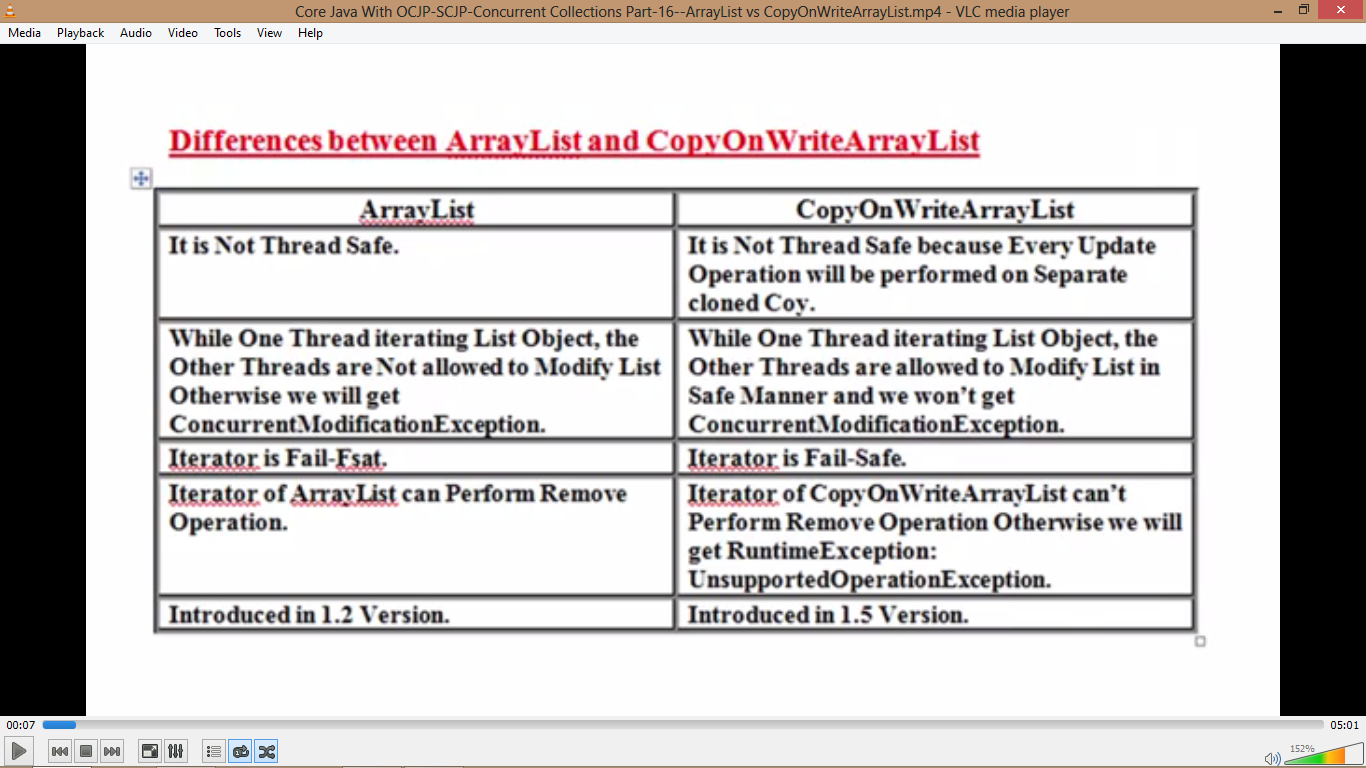 Core Java With OCJP-SCJP-Concurrent Collections Part-16--ArrayList vs CopyOnWriteArrayList.mp4 - VLC media player
Media Playback Audio Video Tools View Help
Differences between ArrayList and CopyOnWriteArrayList
ArrayList
CopyOnWriteArrayList
It is Not Thread Safe.
It is Not Thread Safe because Every Update
Operation will be performed on Separate
cloned Coy.
While One Thread iterating List Object, the
Other Threads are Not allowed to Modify List
Otherwise we will get
ConcurrentModificationException.
While One Thread iterating List Object, the
Other Threads are allowed to Modify List in
Safe Manner and we won't get
ConcurrentModificationException.
Iterator is Fail-Fsat.
Iterator is Fail-Safe.
Iterator of ArrayList can Perform Remove
Operation.
Iterator of CopyOnWriteArrayList can't
Perform Remove Operation Otherwise we will
get RuntimeException:
UnsupportedOperationException.
Introduced in 1.2 Version.
Introduced in 1.5 Version.
00:07
05:01
152%